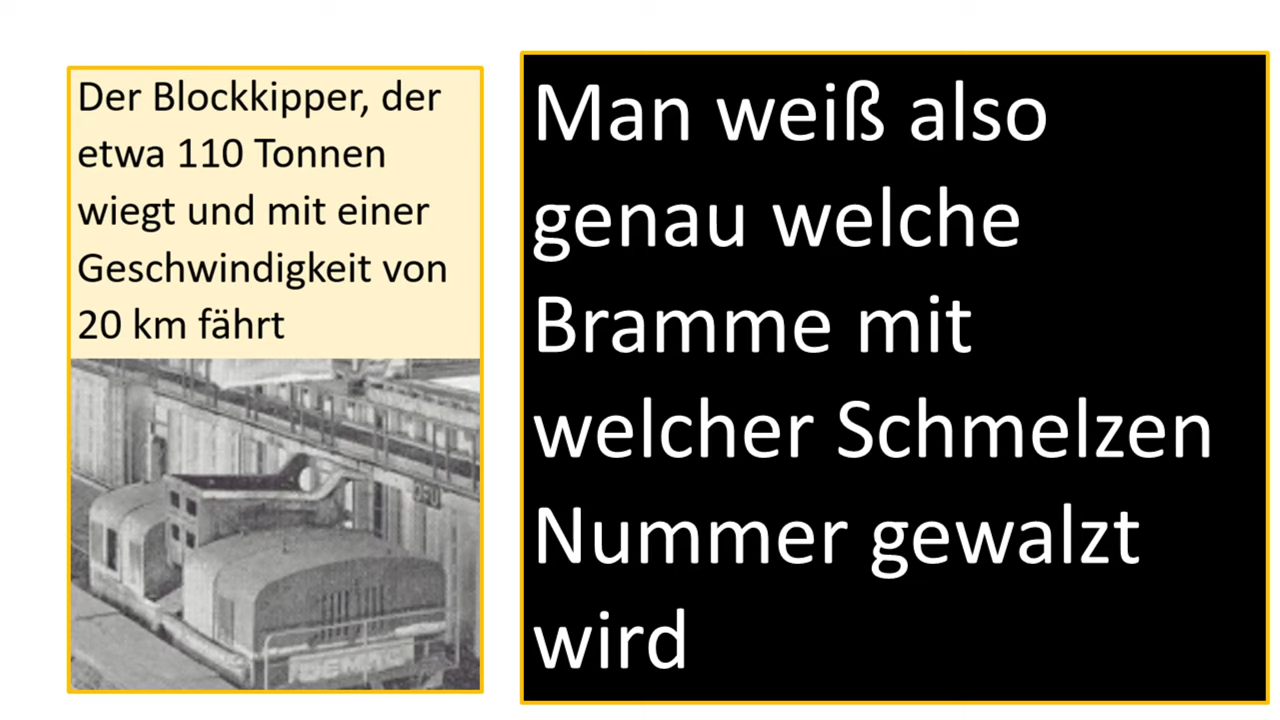 Der Blockkipper, der
etwa 110 Tonnen
wiegt und mit einer
Geschwindigkeit von
20 km fährt
DEMAG
Man weiß also
genau welche
Bramme mit
welcher Schmelzen
Nummer gewalzt
wird